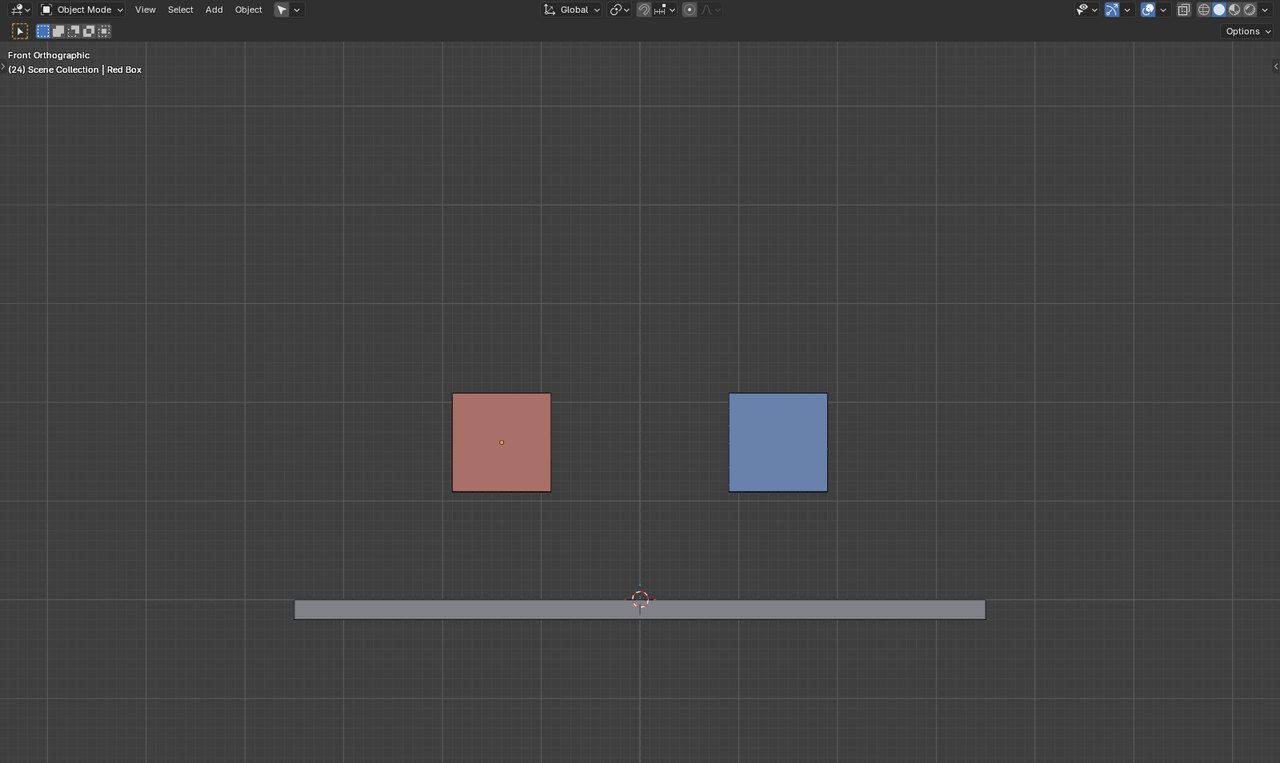 Object Mode View Select Add Object Global
Options
Front Orthographic
(24) Scene Collection | Red Box